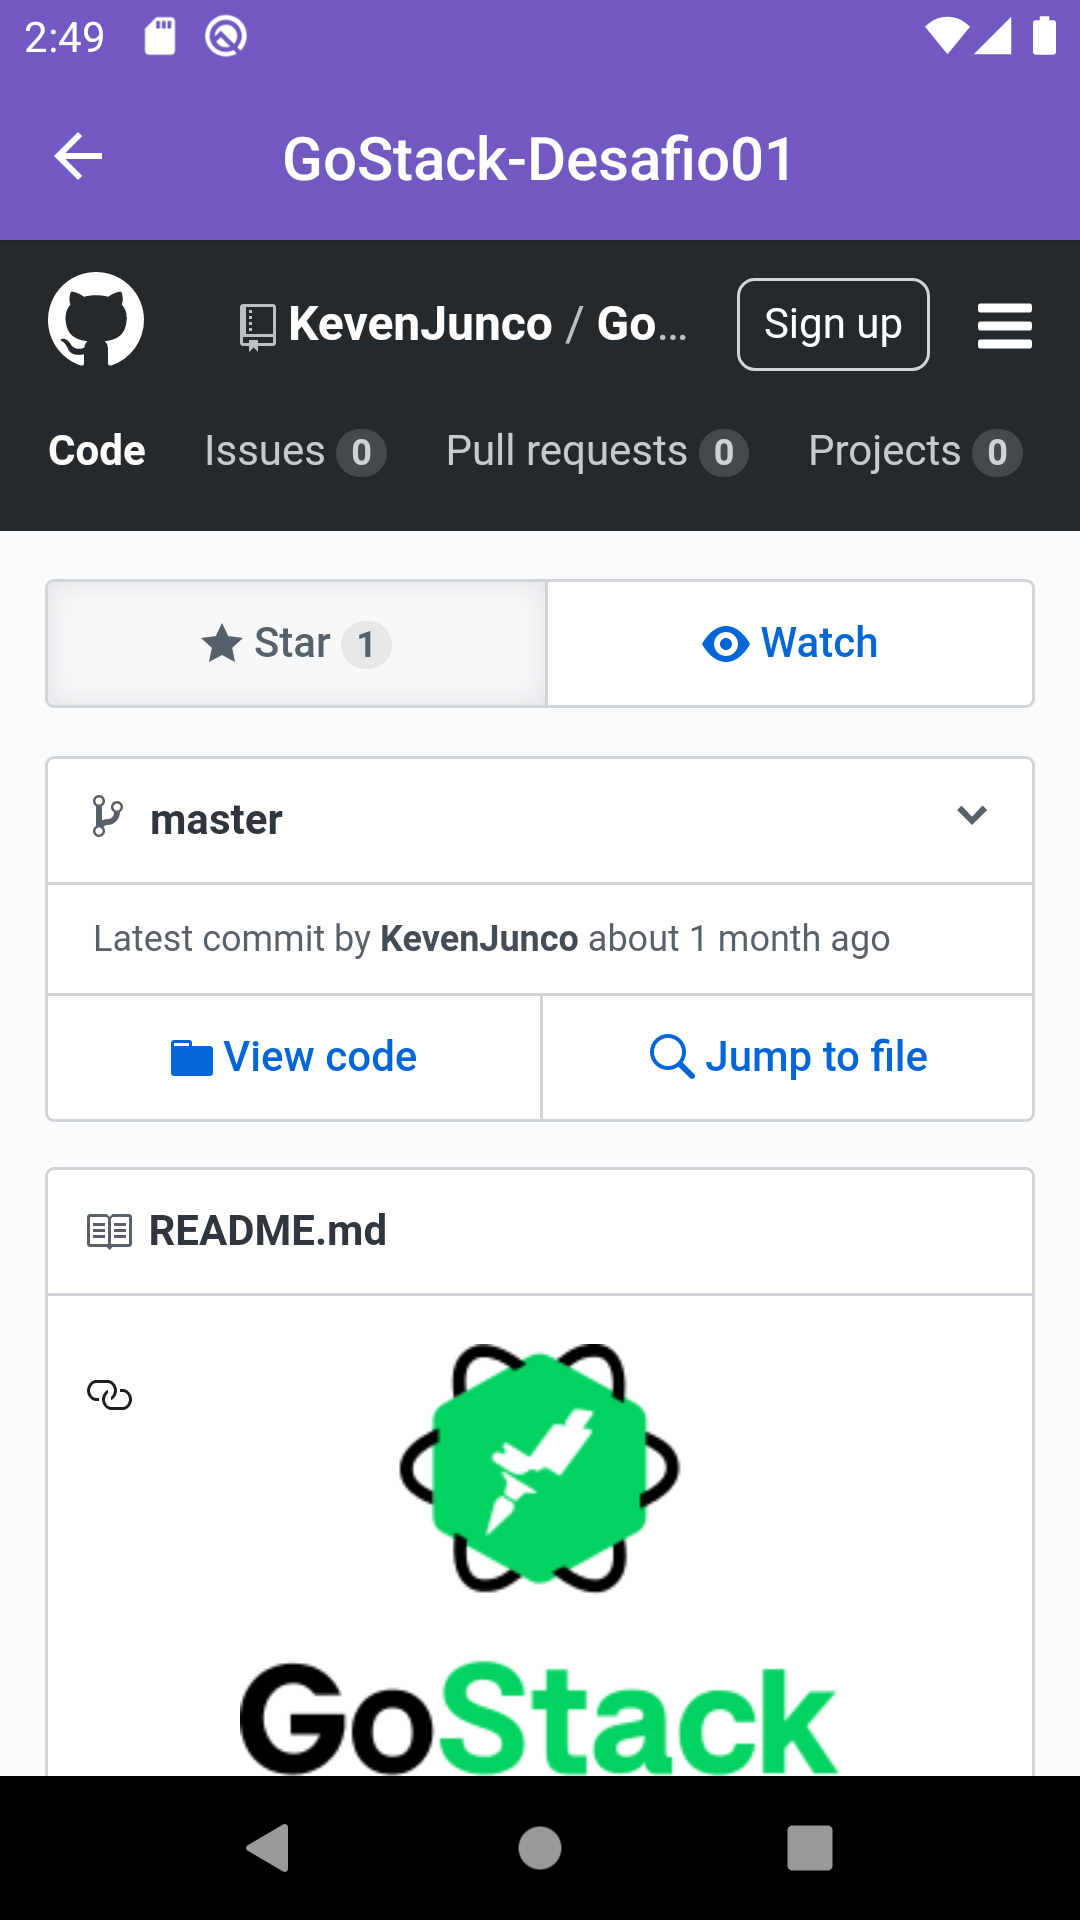 2:49
GoStack-Desafio01
KevenJunco / Go... Sign up
Code Issues 0 Pull requests 0 Projects 0
Star 1 Watch
master
Latest commit by KevenJunco about 1 month ago
View code Jump to file
README.md
GoStack